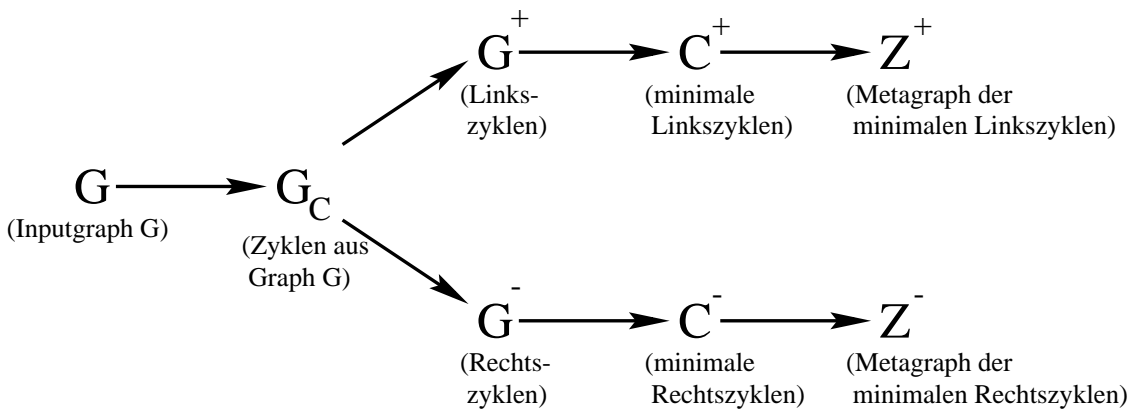 G⁺ C⁺ Z⁺
(Links- (minimale (Metagraph der
zyklen) Linkszyklen) minimalen Linkszyklen)
G G_C
(Inputgraph G)
(Zyklen aus
Graph G)
G⁻ C⁻ Z⁻
(Rechts- (minimale (Metagraph der
zyklen) Rechtszyklen) minimalen Rechtszyklen)